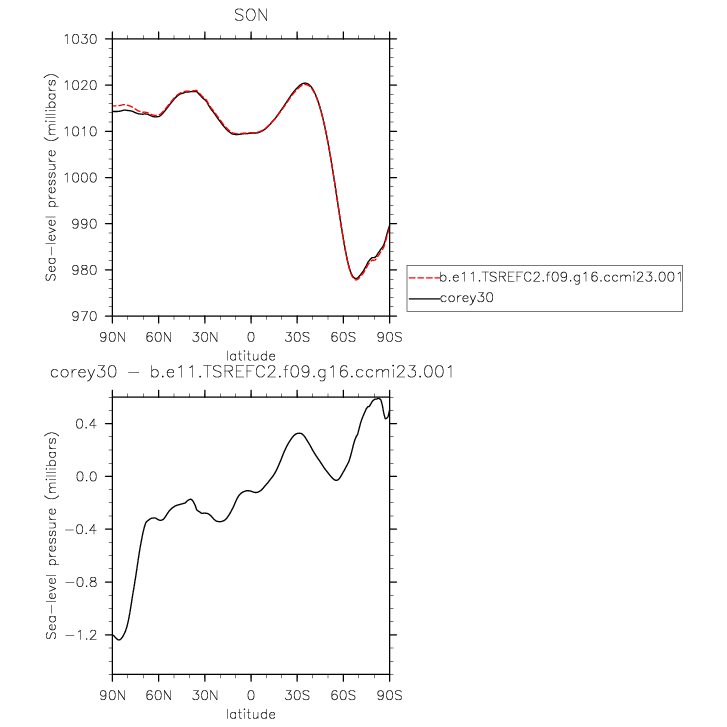 SON
Sea-level pressure (millibars)
1030
1020
1010
1000
990
980
970
90N 60N 30N 0 30S 60S 90S
latitude
b.e11.TSREFC2.f09.g16.ccmi23.001
corey30
corey30 - b.e11.TSREFC2.f09.g16.ccmi23.001
Sea-level pressure (millibars)
0.4
0.0
-0.4
-0.8
-1.2
90N 60N 30N 0 30S 60S 90S
latitude